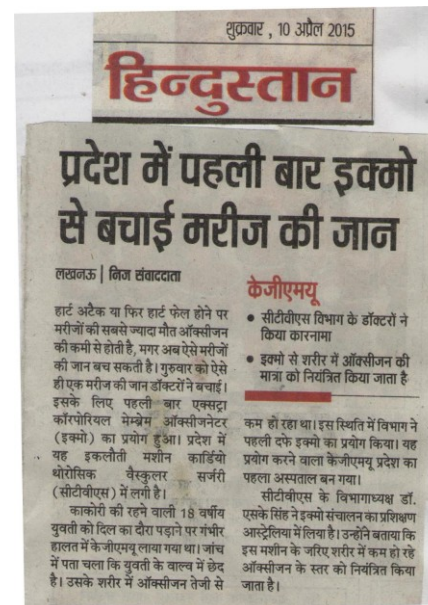 शुक्रवार, 10 अप्रैल 2015
हिन्दुस्तान
प्रदेश में पहली बार इक्मो
से बचाई मरीज की जान
लखनऊ | निज संवाददाता
हार्ट अटैक या फिर हार्ट फेल होने पर
मरीजों की सबसे ज्यादा मौत ऑक्सीजन
की कमी से होती है, मगर अब ऐसे मरीजों
की जान बच सकती है। गुरुवार को ऐसे
ही एक मरीज की जान डॉक्टरों ने बचाई।
इसके लिए पहली बार एक्सट्रा
कॉरपोरियल मेम्ब्रेम ऑक्सीजनेटर
(इक्मो) का प्रयोग हुआ। प्रदेश में
यह इकलौती मशीन कार्डियो
थोरोसिक वैस्कुलर सर्जरी
(सीटीवीएस) में लगी है।
काकोरी की रहने वाली 18 वर्षीय
युवती को दिल का दौरा पड़ाने पर गंभीर
हालत में केजीएमयू लाया गया था। जांच
में पता चला कि युवती के वाल्व में छेद
है। उसके शरीर में ऑक्सीजन तेजी से
केजीएमयू
• सीटीवीएस विभाग के डॉक्टरों ने
किया कारनामा
• इक्मो से शरीर में ऑक्सीजन की
मात्रा को नियंत्रित किया जाता है
कम हो रहा था। इस स्थिति में विभाग ने
पहली दफे इक्मो का प्रयोग किया। यह
प्रयोग करने वाला केजीएमयू प्रदेश का
पहला अस्पताल बन गया।
सीटीवीएस के विभागाध्यक्ष डॉ.
एसके सिंह ने इक्मो संचालन का प्रशिक्षण
आस्ट्रेलिया में लिया है। उन्होंने बताया कि
इस मशीन के जरिए शरीर में कम हो रहे
ऑक्सीजन के स्तर को नियंत्रित किया
जाता है।